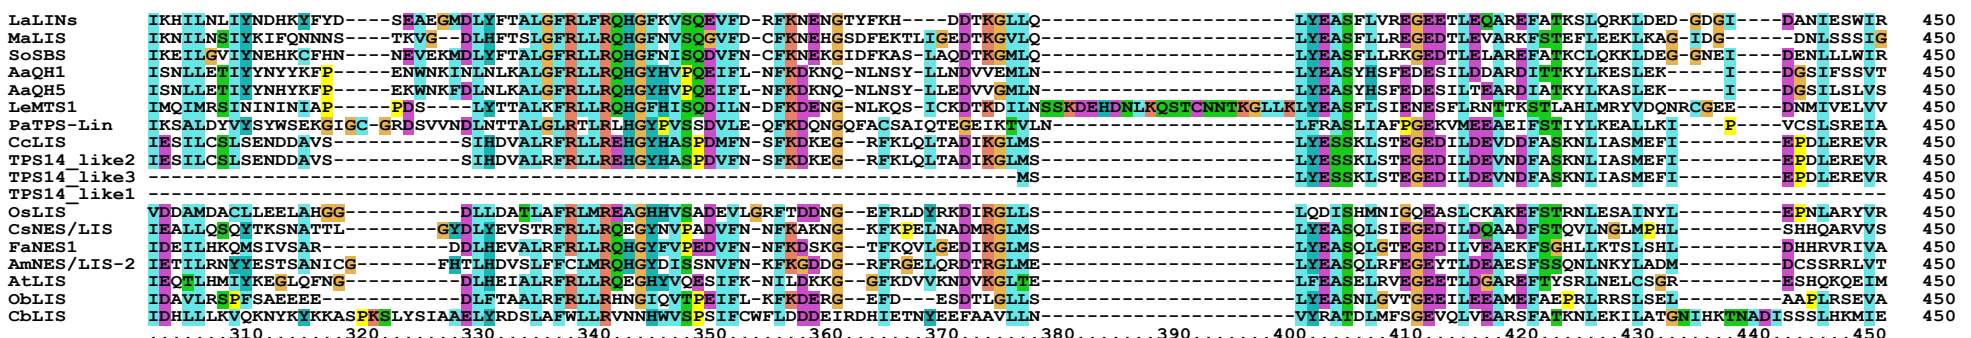 LaLINs IKHILNLIYNDHKYFYD-----SEAEGMDLYFTALGFRLFRQHGFKVSQEVFD-RFKNENGTYFKH----DDTKGLLQ----------------------LYEASFLVREGEETLEQAREFATKSLQRKLDED-GDGI----DANIESWIR 450
MaLIS IKNILNSIYKIFQNNNS-----TKVG--DLHFTSLGFRLLRQHGFNVSQGVFD-CFKNEHGSDFEKTLIGEDTKGVLQ----------------------LYEASFLLREGEDTLEVARKFSTEFLEEKLKAG-IDG------DNLSSSIG 450
SoSBS IKEILGVIYNEHKCFHN-----NEVEKMDLYFTALGFRLLRQHGFNISQDVFN-CFKNEKGIDFKAS-LAQDTKGMLQ----------------------LYEASFLLRKGEDTLELAREFATKCLQKKLDEG-GNEI----DENLLLWIR 450
AaQH1 ISNLLETIYYNYYKFP------ENWNKINLNLKALGFRLLRQHGYHVPQEIFL-NFKDKNQ-NLNSY-LLNDVVEMLN----------------------LYEASYHSFEDESILDDARDITTKYLKESLEK-----I----DGSIFSSVT 450
AaQH5 ISNLLETIYYNHYKFP------EKWNKFDLNLKALGFRLLRQHGYHVPQEIFL-NFKDKNQ-NLNSY-LLEDVVGMLN----------------------LYEASYHSFEDESILTEARDIATKYLKASLEK-----I----DGSILSLVS 450
LeMTS1 IMQIMRSININININIAP-----PDS----LYTTALKFRLLRQHGFHISQDILN-DFKDENG-NLKQS-ICKDTKDILNSSKDEHDNLKQSTCNNTKGLLKLYEASFLSIENESFLRNTTKSTLAHLMRYVDQNRCGEE----DNMIVELVV 450
PaTPS-Lin IKSALDYVYSYWSEKGIGC-GRDSVVNDLNTTALGLRTLRLHGYPVSSDVLE-QFKDQNGQFACSAIQTEGEIKTVLN---------------------LFRASLIAFPGEKVMEEAEIFSTIYLKEALLKI----P----VCSLSREIA 450
CcLIS IESILCSLSENDDAVS-----------SIHDVALRFRLLREHGYHASPDMFN-SFKDKEG-RFKLQLTADIKGLMS----------------------LYESSKLSTEGEDILDEVDDFASKNLIASMEFI---------EPDLEREVR 450
TPS14_like2 IESILCSLSENDDAVS-----------SIHDVALRFRLLREHGYHASPDVFN-SFKDKEG-RFKLQLTADIKGLMS----------------------LYESSKLSTEGEDILDEVNDFASKNLIASMEFI---------EPDLEREVR 450
TPS14_like3 ---------------------------------------------------------------------------MS----------------------LYESSKLSTEGEDILDEVNDFASKNLIASMEFI---------EPDLEREVR 450
TPS14_like1 ------------------------------------------------------------------------------------------------------------------------------------------------------ 450
OsLIS VDDAMDACLLEELAHGG----------DLLDATLAFRLMREAGHHVSADEVLGRFTDDNG--EFRLDYRKDIRGLLS----------------------LQDISHMNIGQEASLCKAKEFSTRNLESAINYL---------EPNLARYVR 450
CsNES/LIS IEALLQSQYTKSNATTL--------GYDLYEVSTRFRLLRQEGYNVPADVFN-NFKAKNG--KFKPELNADMRGLMS----------------------LYEASQLSIEGEDILDQAADFSTQVLNGLMPHL--------SHHQARVVS 450
FaNES1 IDEILHKQMSIVSAR------------DDLHEVALRFRLLRQHGYFVPEDVFN-NFKDSKG--TFKQVLGEDIKGLMS----------------------LYEASQLGTEGEDILVEAEKFSGHLLKTSLSHL--------DHHRVRIVA 450
AmNES/LIS-2 IETILRNYYESTSANICG-------FHTLHDVSLFFCLMRQHGYDISSNVFN-KFKGDDG--RFRGELQRDTRGLME----------------------LYEASQLRFEGEYTLDEAESFSSQNLNKYLADM--------DCSSRRLVT 450
AtLIS IEQTLHMIYKEGLQFNG----------DLHEIALRFRLLRQEGHYVQESIFK-NILDKKG--GFKDVVKNDVKGLTE----------------------LFEASELRVEGEETLDGAREFTYSRLNELCSGR---------ESHQKQEIM 450
ObLIS IDAVLRSPFSAEEEE------------DLFTAALRFRLLRHNGIQVTPEIFL-KFKDERG--EFD---ESDTLGLLS----------------------LYEASNLGVTGEEILEEAMEFAEPRLRRSLSEL--------AAPLRSEVA 450
CbLIS IDHLLLKVQKNYKYKKASPKSLYSIAAELYRDSLAFWLLRVNNHWVSPSIFCWFLDDDEIRDHIETNYEEFAAVLLN----------------------VYRATDLMFSGEVQLVEARSFATKNLEKILATGNIHKTNADISSSLHKMIE 450
........310.......320.......330.......340.......350.......360.......370.......380.......390.......400.......410.......420.......430.......440.......450